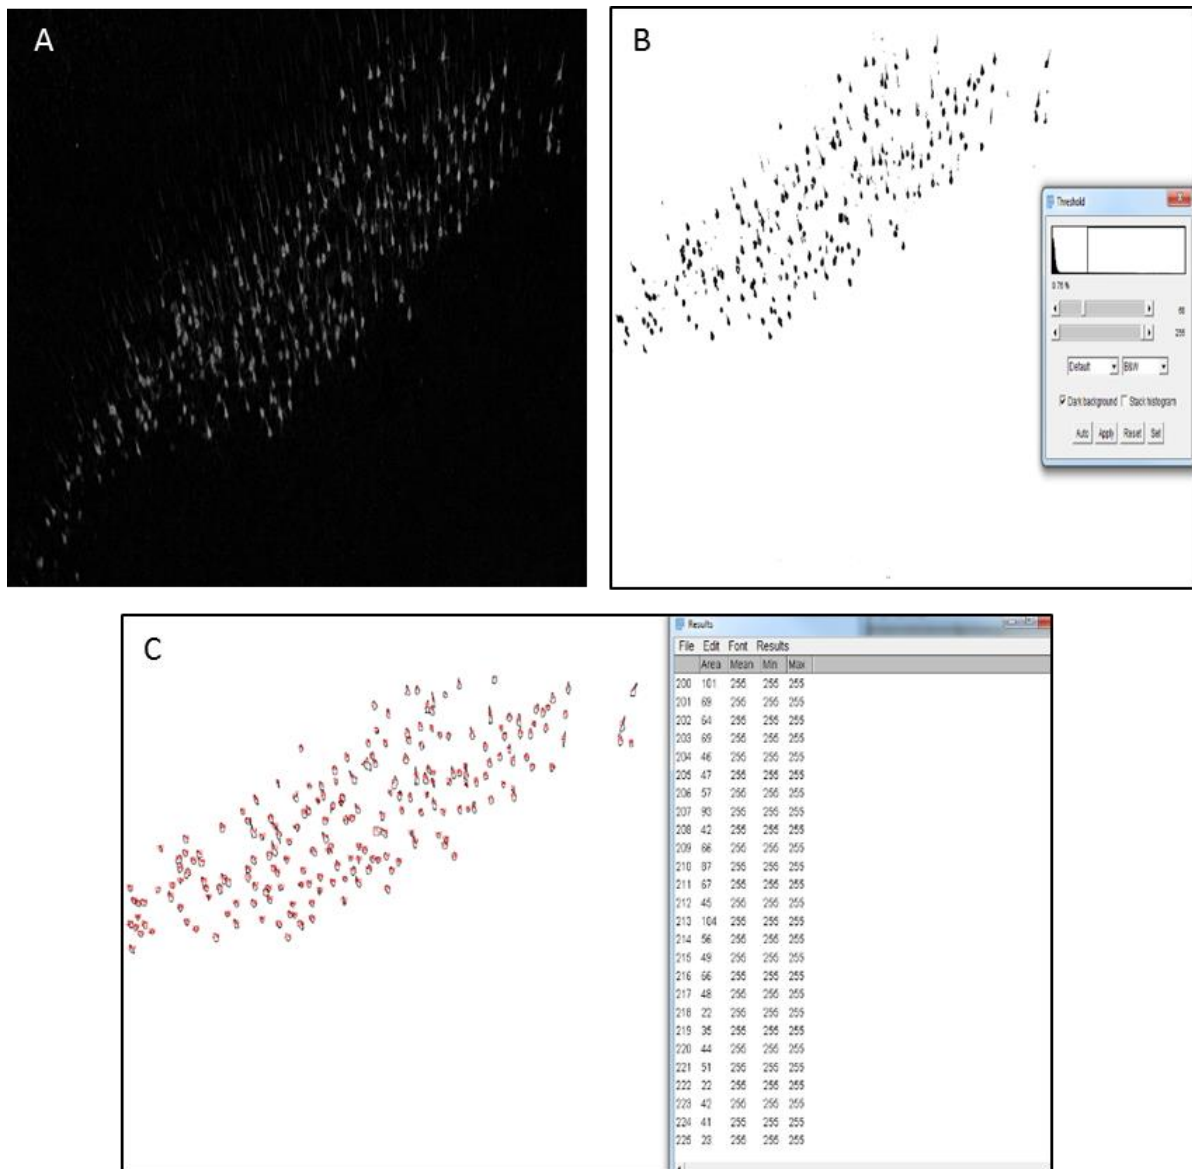 A
B
Threshold
0.76 %
255
Default B&W
Dark background Stack histogram
Auto Apply Reset Set
C
Results
File Edit Font Results
Area Mean Min Max
200 101 255 255 255
201 69 255 255 255
202 64 255 255 255
203 69 255 255 255
204 46 255 255 255
205 47 255 255 255
206 57 255 255 255
207 93 255 255 255
208 42 255 255 255
209 66 255 255 255
210 87 255 255 255
211 67 255 255 255
212 45 255 255 255
213 104 255 255 255
214 56 255 255 255
215 49 255 255 255
216 66 255 255 255
217 48 255 255 255
218 22 255 255 255
219 35 255 255 255
220 44 255 255 255
221 51 255 255 255
222 22 255 255 255
223 42 255 255 255
224 41 255 255 255
225 23 255 255 255